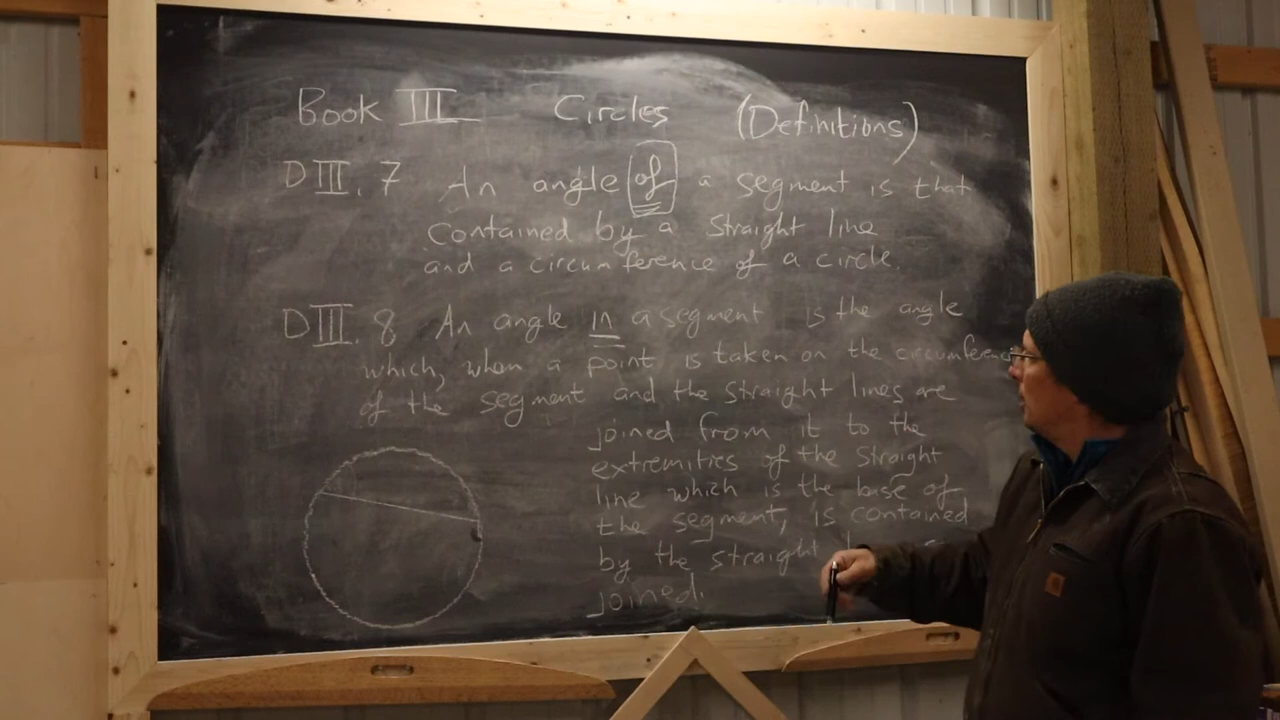 Book III Circles (Definitions)
DIII. 7 An angle of a segment is that
contained by a straight line
and a circumference of a circle.
DIII. 8 An angle in a segment is the angle
which, when a point is taken on the circumference
of the segment and the straight lines are
joined from it to the
extremities of the straight
line which is the base of
the segment, is contained
by the straight
joined.